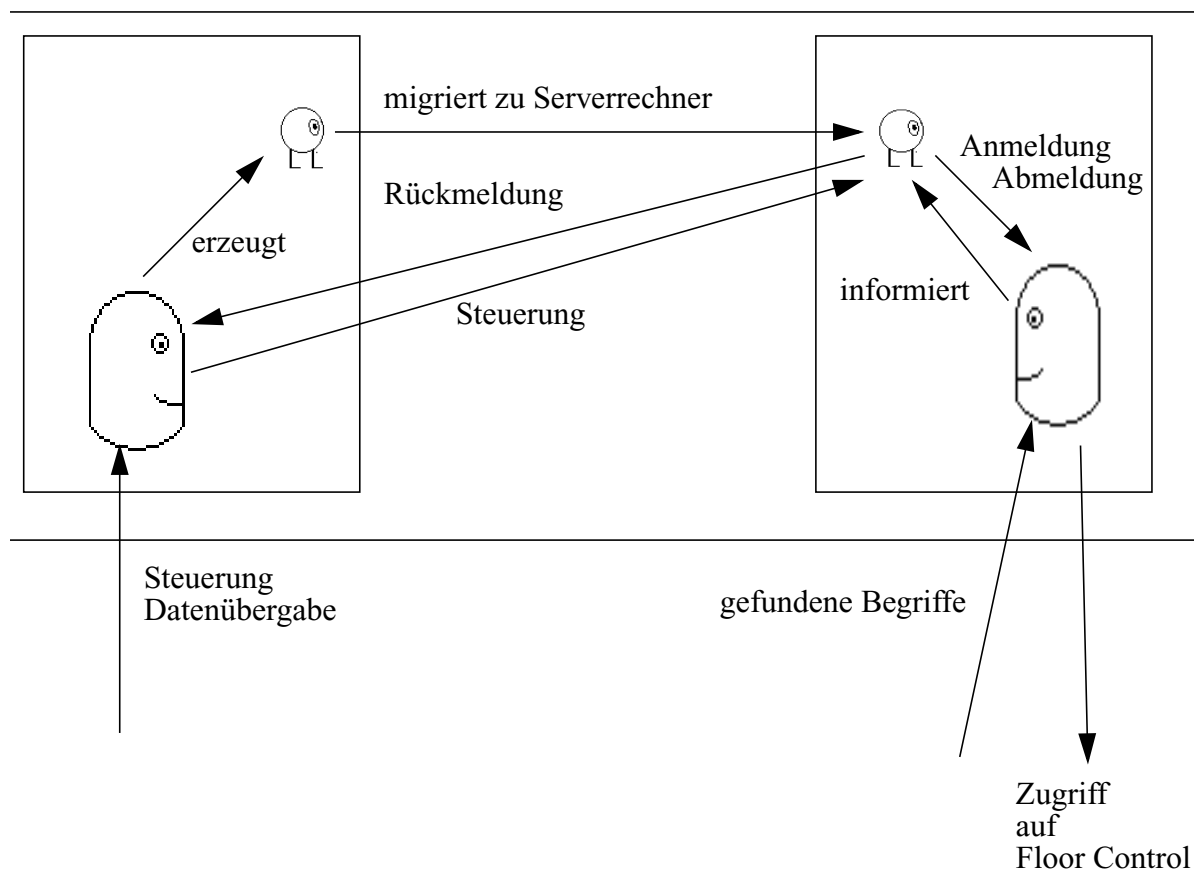 migriert zu Serverrechner
Anmeldung
Abmeldung
Rückmeldung
erzeugt
informiert
Steuerung
Steuerung
Datenübergabe
gefundene Begriffe
Zugriff
auf
Floor Control